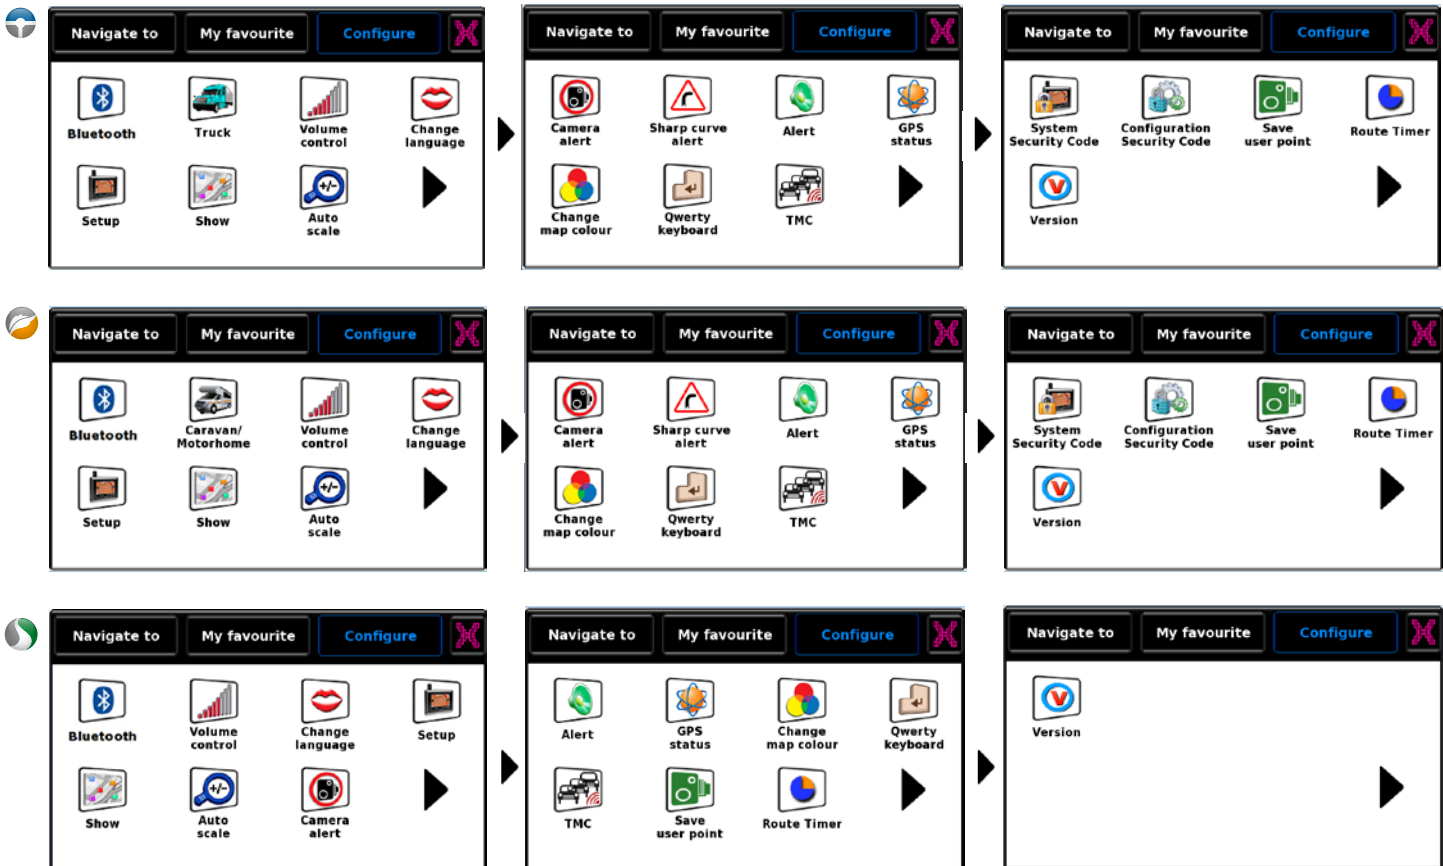 Navigate to My favourite Configure
Bluetooth Truck Volume control Change language
Setup Show Auto scale
Navigate to My favourite Configure
Camera alert Sharp curve alert Alert GPS status
Change map colour Qwerty keyboard TMC
Navigate to My favourite Configure
System Security Code Configuration Security Code Save user point Route Timer
Version
Navigate to My favourite Configure
Bluetooth Caravan/ Motorhome Volume control Change language
Setup Show Auto scale
Navigate to My favourite Configure
Camera alert Sharp curve alert Alert GPS status
Change map colour Qwerty keyboard TMC
Navigate to My favourite Configure
System Security Code Configuration Security Code Save user point Route Timer
Version
Navigate to My favourite Configure
Bluetooth Volume control Change language Setup
Show Auto scale Camera alert
Navigate to My favourite Configure
Alert GPS status Change map colour Qwerty keyboard
TMC Save user point Route Timer
Navigate to My favourite Configure
Version